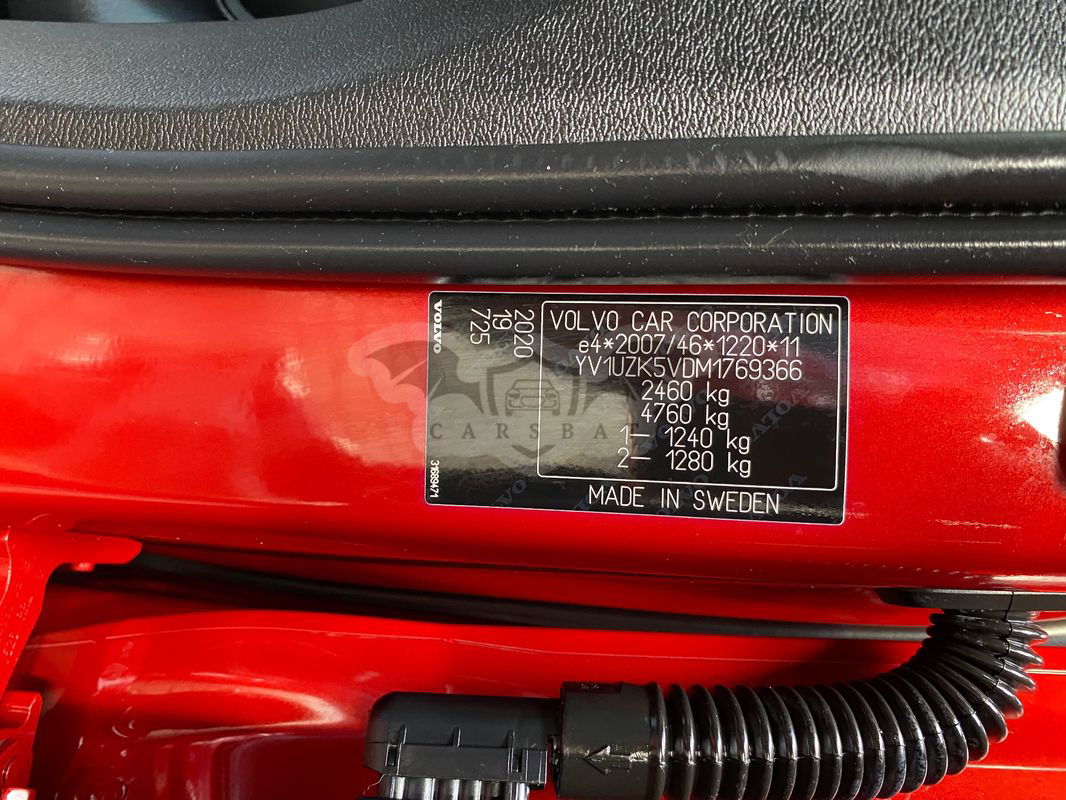 VOLVO
2020
19
725
31689471
VOLVO CAR CORPORATION
e4*2007/46*1220*11
YV1UZK5VDM1769366
2460 kg
4760 kg
1— 1240 kg
2— 1280 kg
MADE IN SWEDEN
CARSBAT